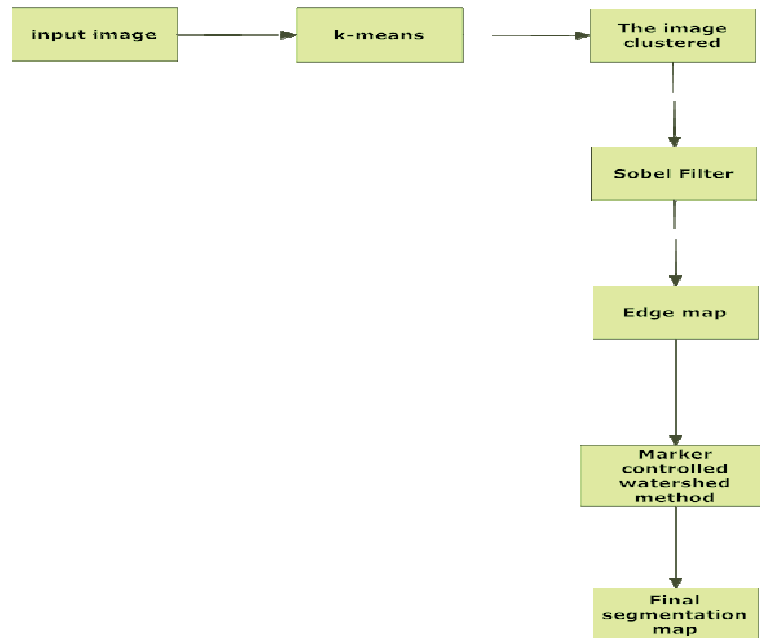 input image
k-means
The image
clustered
Sobel Filter
Edge map
Marker
controlled
watershed
method
Final
segmentation
map